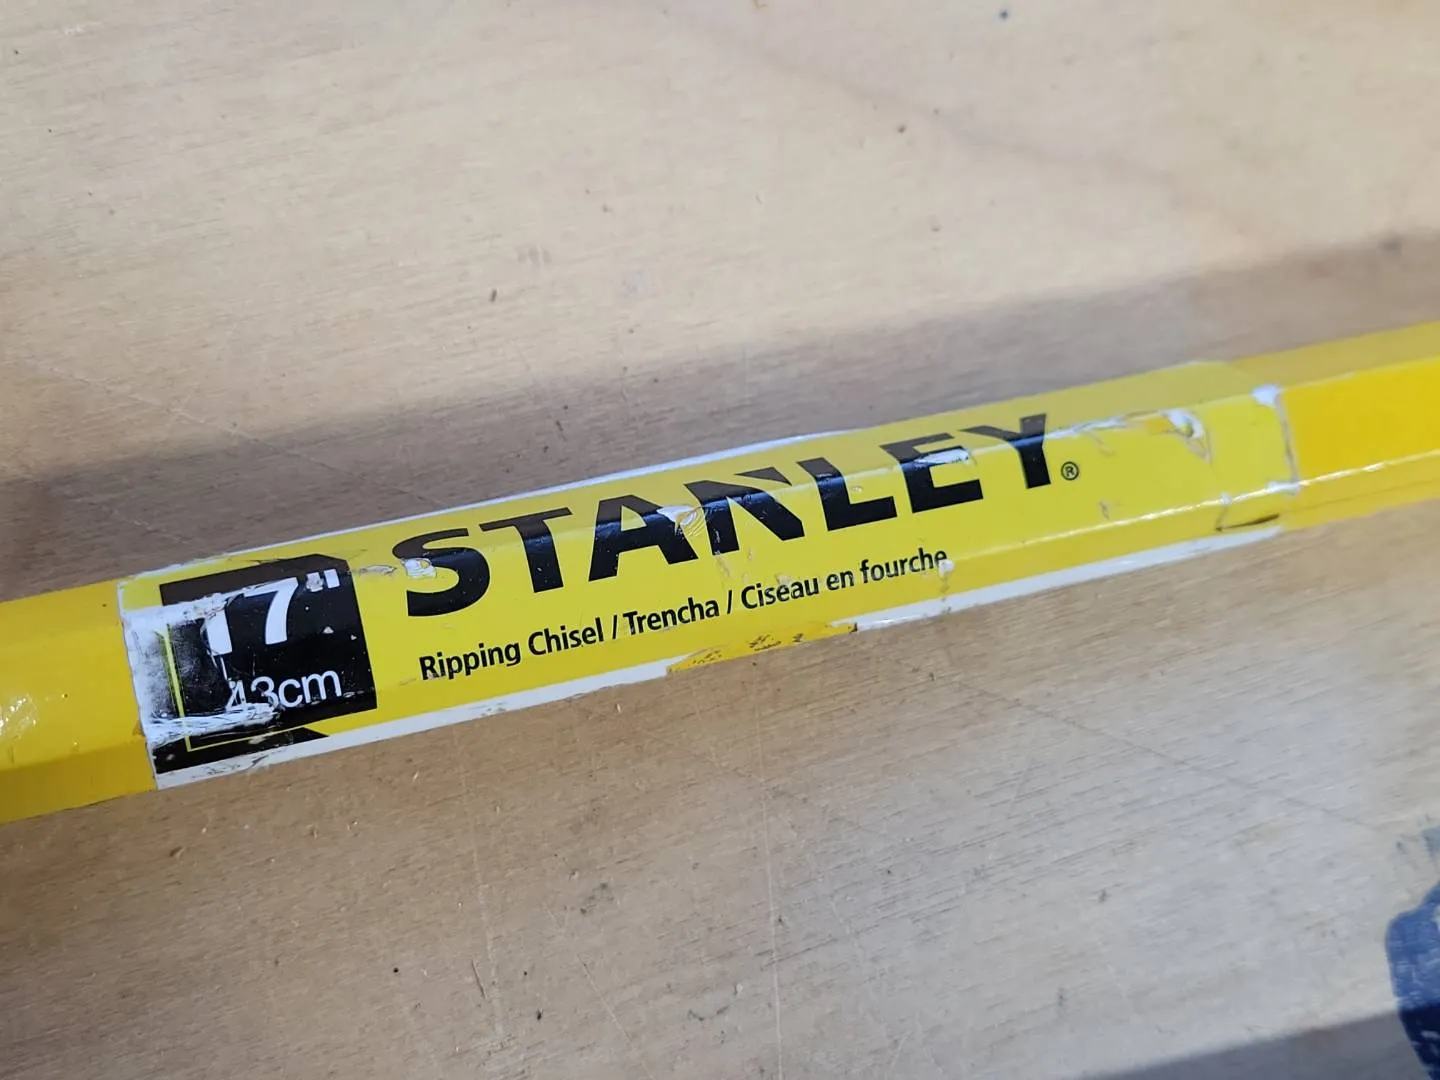 17"
43cm
STANLEY®
Ripping Chisel / Trencha / Ciseau en fourche